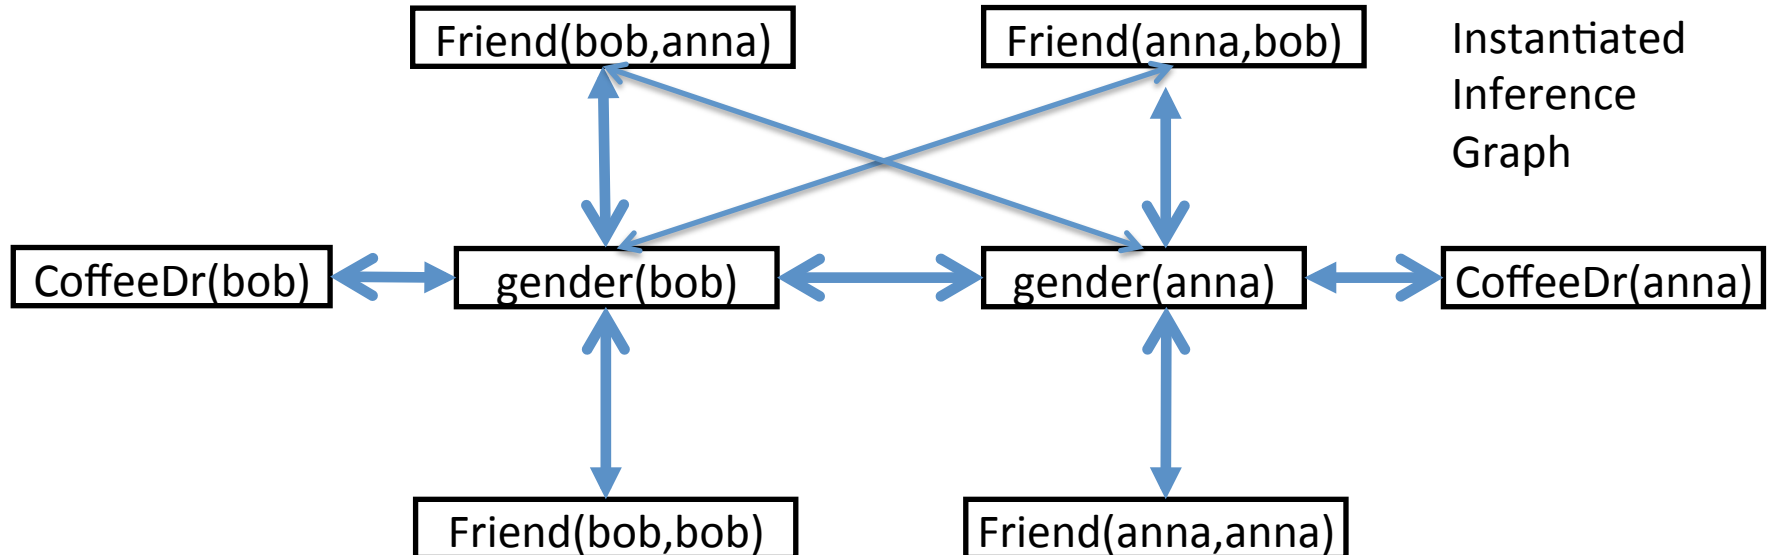 Friend(bob,anna)
Friend(anna,bob)
Instantiated
Inference
Graph
CoffeeDr(bob)
gender(bob)
gender(anna)
CoffeeDr(anna)
Friend(bob,bob)
Friend(anna,anna)